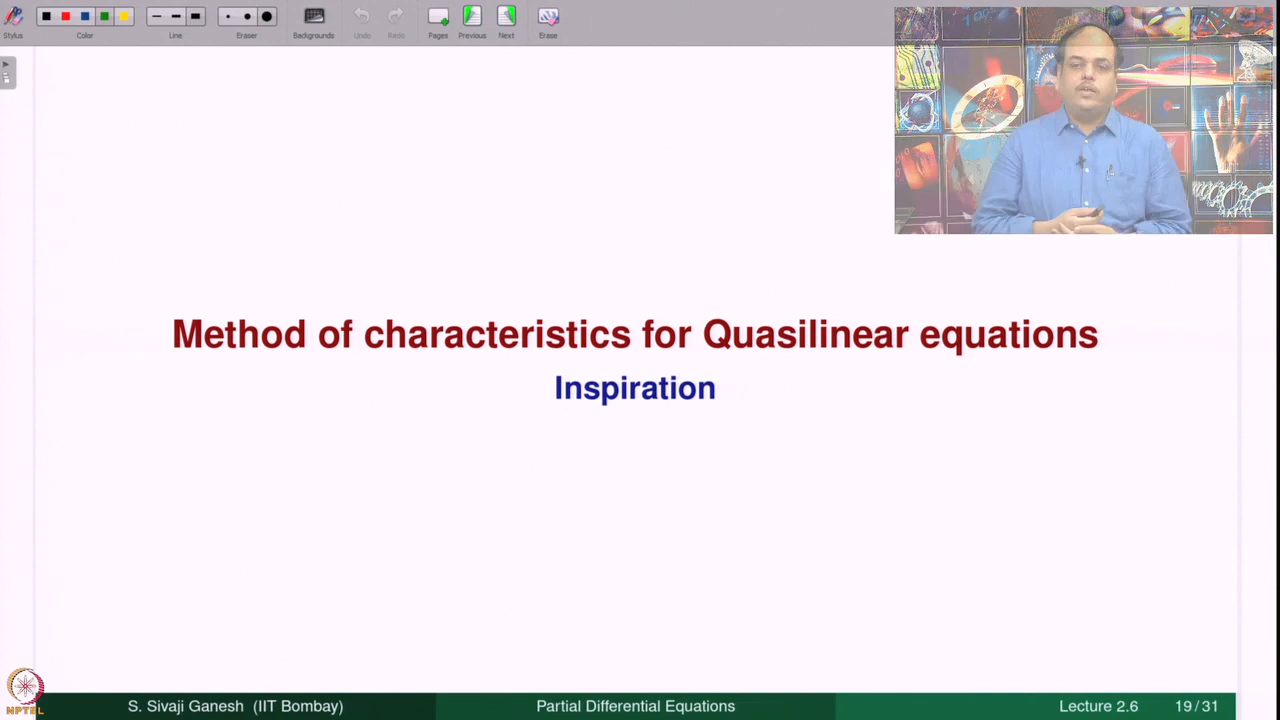 Stylus
Color
Line
Eraser
Backgrounds
Undo
Redo
Pages
Previous
Next
Erase
Method of characteristics for Quasilinear equations
Inspiration
NPTEL
S. Sivaji Ganesh (IIT Bombay)
Partial Differential Equations
Lecture 2.6
19/31